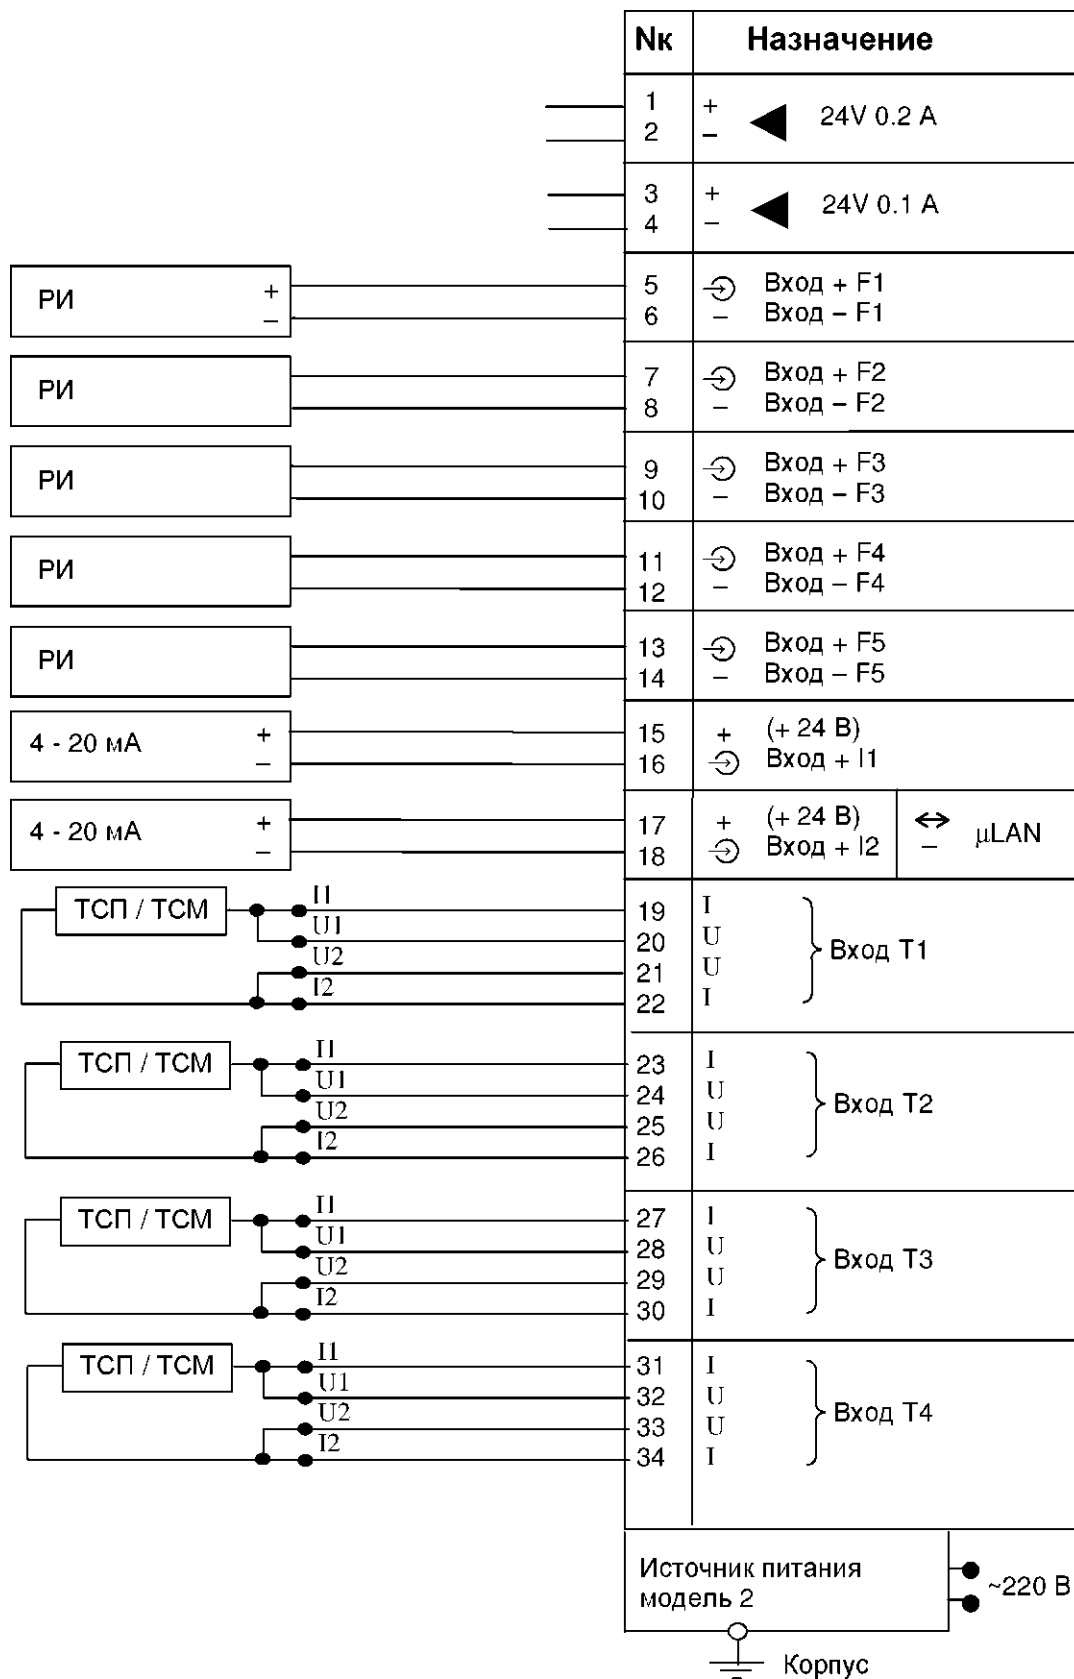 Nк Назначение
1 + 24V 0.2 A
2 –
3 + 24V 0.1 A
4 –
РИ + 5 Вход + F1
– 6 – Вход – F1
РИ 7 Вход + F2
8 – Вход – F2
РИ 9 Вход + F3
10 – Вход – F3
РИ 11 Вход + F4
12 – Вход – F4
РИ 13 Вход + F5
14 – Вход – F5
4 - 20 мА + 15 + (+ 24 В)
– 16 Вход + I1
4 - 20 мА + 17 + (+ 24 В) ↔ μLAN
– 18 Вход + I2 –
ТСП / ТСМ I1 19 I
U1 20 U
Вход T1
U2 21 U
I2 22 I
ТСП / ТСМ I1 23 I
U1 24 U
Вход T2
U2 25 U
I2 26 I
ТСП / ТСМ I1 27 I
U1 28 U
Вход T3
U2 29 U
I2 30 I
ТСП / ТСМ I1 31 I
U1 32 U
Вход T4
U2 33 U
I2 34 I
Источник питания
модель 2
~220 В
Корпус